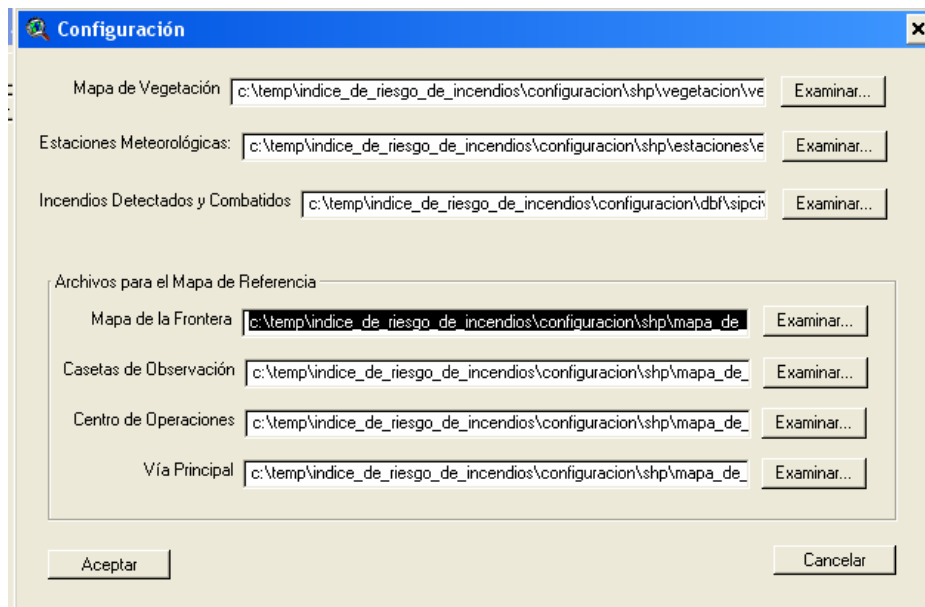 Configuración
Mapa de Vegetación c:\temp\indice_de_riesgo_de_incendios\configuracion\shp\vegetacion\ve Examinar...
Estaciones Meteorológicas: c:\temp\indice_de_riesgo_de_incendios\configuracion\shp\estaciones\e Examinar...
Incendios Detectados y Combatidos c:\temp\indice_de_riesgo_de_incendios\configuracion\dbf\sipciv Examinar...
Archivos para el Mapa de Referencia
Mapa de la Frontera c:\temp\indice_de_riesgo_de_incendios\configuracion\shp\mapa_de_ Examinar...
Casetas de Observación c:\temp\indice_de_riesgo_de_incendios\configuracion\shp\mapa_de_ Examinar...
Centro de Operaciones c:\temp\indice_de_riesgo_de_incendios\configuracion\shp\mapa_de_ Examinar...
Vía Principal c:\temp\indice_de_riesgo_de_incendios\configuracion\shp\mapa_de_ Examinar...
Aceptar Cancelar